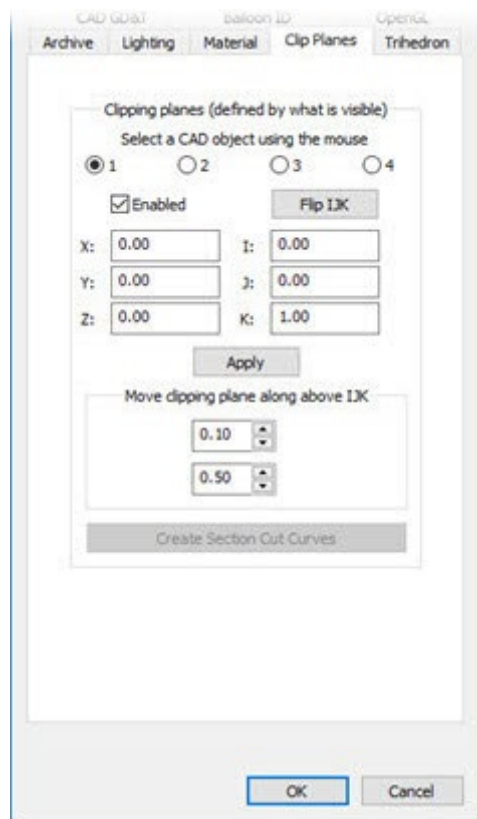 CAD GD&T Balloon ID OpenGL
Archive Lighting Material Clip Planes Trihedron
Clipping planes (defined by what is visible)
Select a CAD object using the mouse
1 2 3 4
Enabled Flip IJK
X: 0.00 I: 0.00
Y: 0.00 J: 0.00
Z: 0.00 K: 1.00
Apply
Move clipping plane along above IJK
0.10
0.50
Create Section Cut Curves
OK Cancel